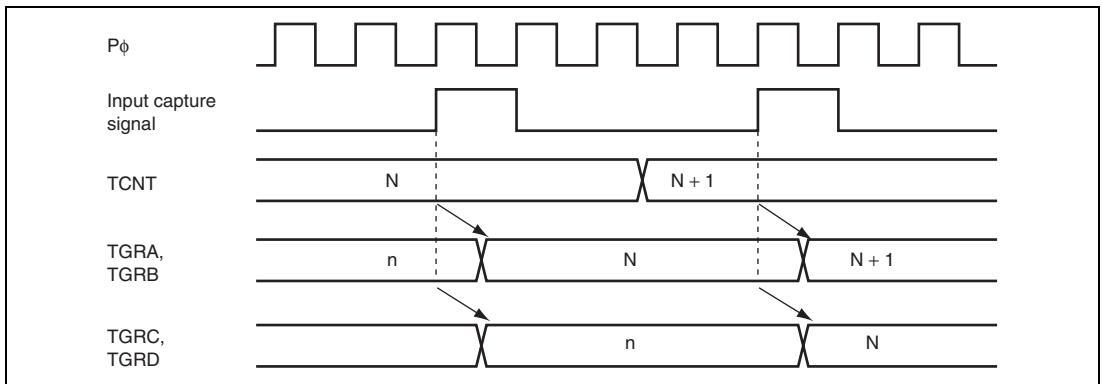 Pϕ
Input capture
signal
TCNT
N
N + 1
TGRA,
TGRB
n
N
N + 1
TGRC,
TGRD
n
N